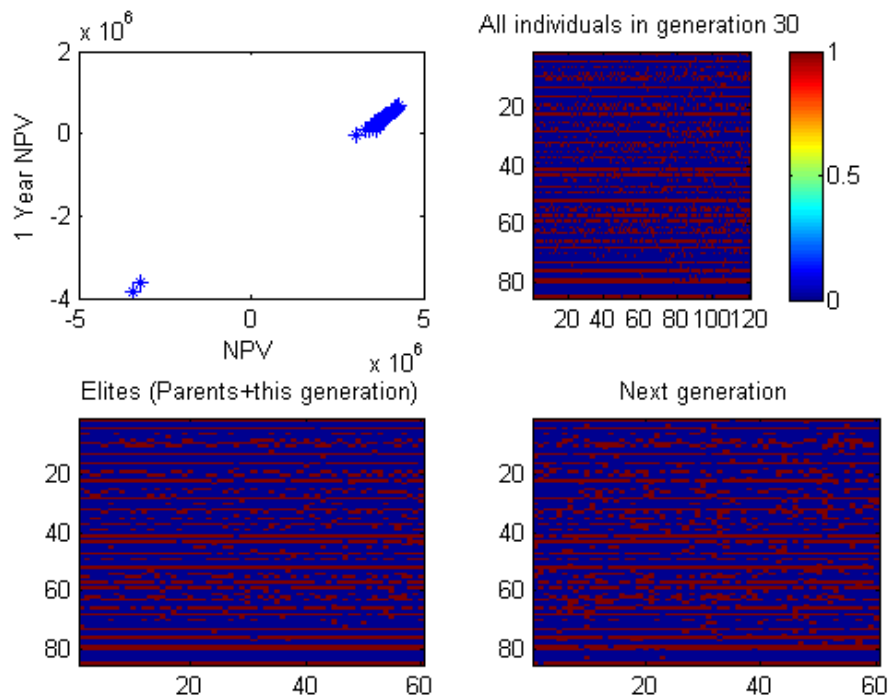 x 10^6
2
0
-2
-4
1 Year NPV
-5
0
5
NPV
x 10^6
All individuals in generation 30
20
40
60
80
20 40 60 80 100120
1
0.5
0
Elites (Parents+this generation)
20
40
60
80
20 40 60
Next generation
20
40
60
80
20 40 60